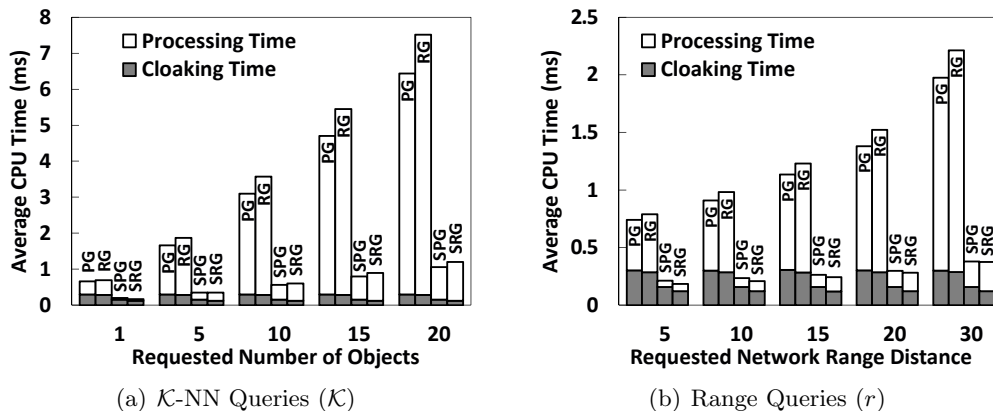 8
7
6
5
4
3
2
1
0
Average CPU Time (ms)
Processing Time
Cloaking Time
PG RG SPG SRG
PG RG SPG SRG
PG RG SPG SRG
PG RG SPG SRG
PG RG SPG SRG
1 5 10 15 20
Requested Number of Objects
(a) K-NN Queries (K)
2.5
2
1.5
1
0.5
0
Average CPU Time (ms)
Processing Time
Cloaking Time
PG RG SPG SRG
PG RG SPG SRG
PG RG SPG SRG
PG RG SPG SRG
PG RG SPG SRG
5 10 15 20 30
Requested Network Range Distance
(b) Range Queries (r)